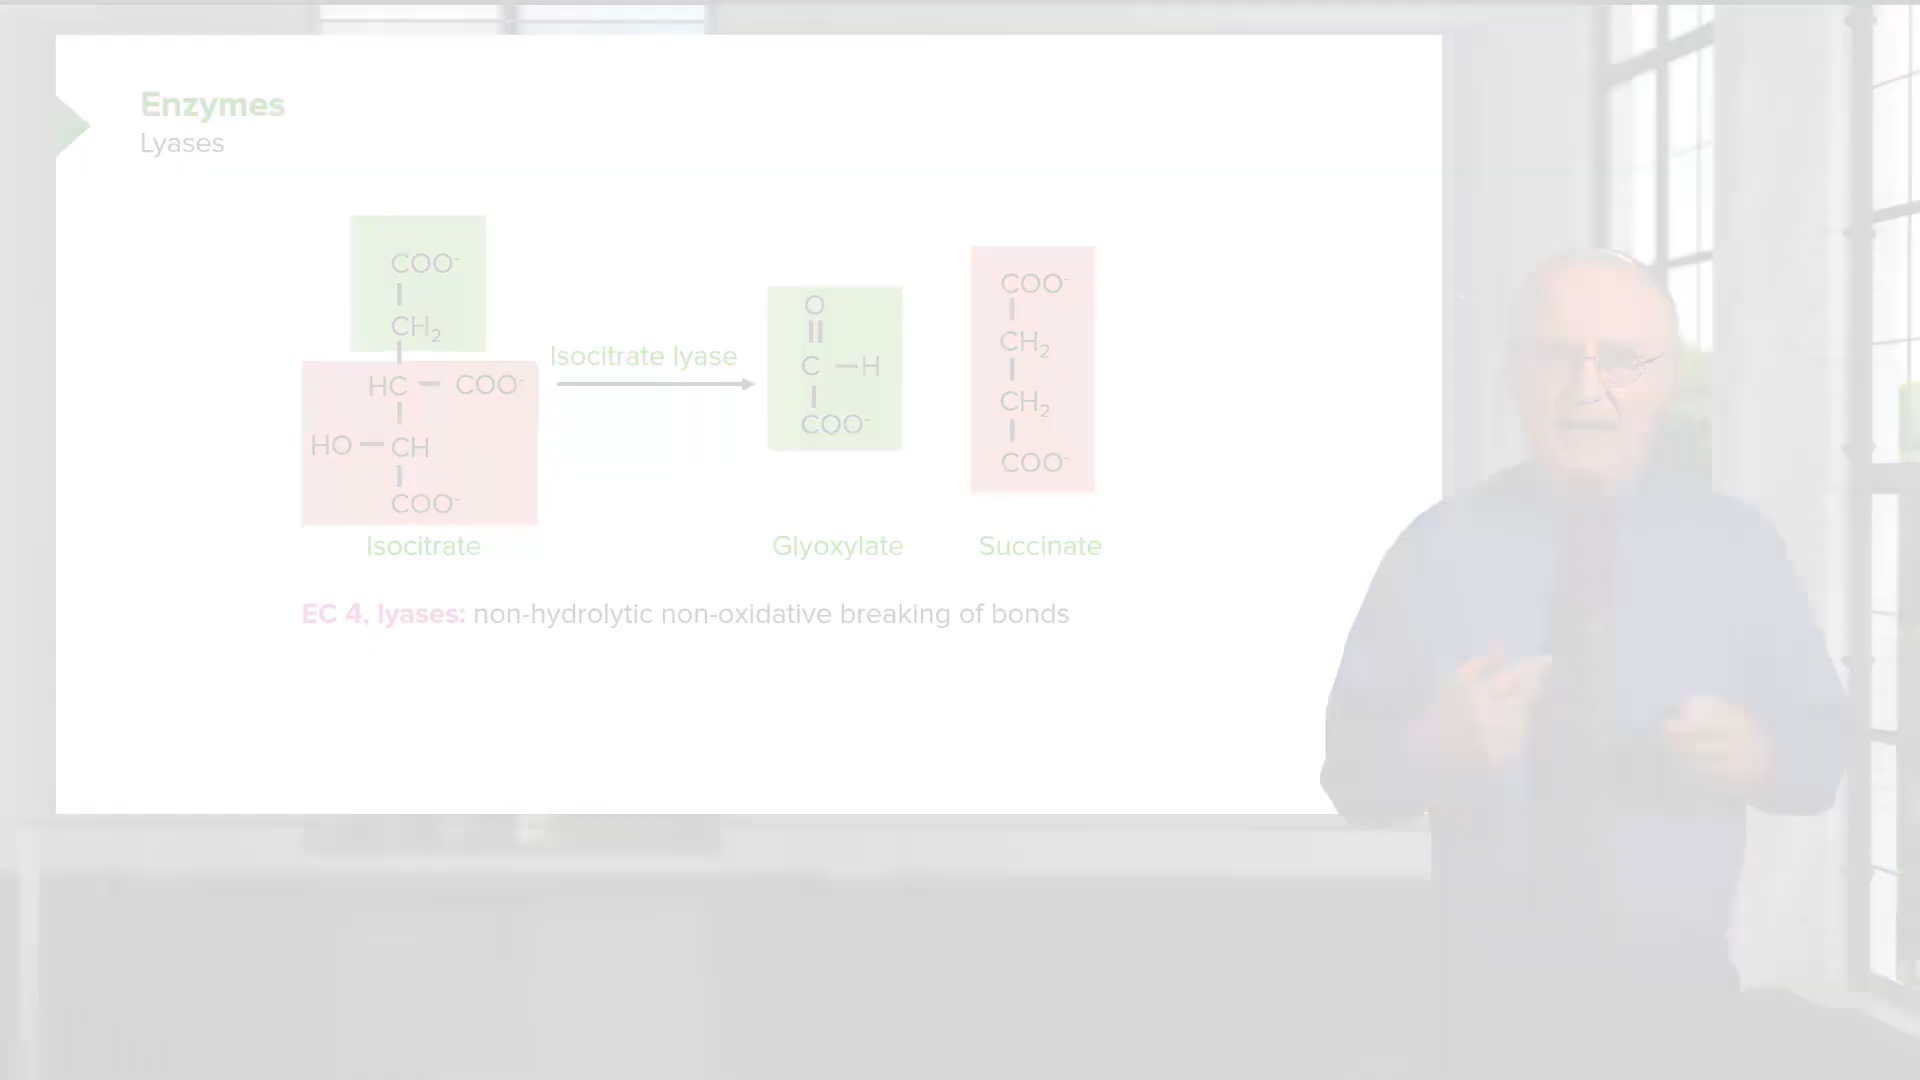 Enzymes
Lyases
COO-
CH2
HC — COO-
HO — CH
COO-
Isocitrate
Isocitrate lyase
O
C — H
COO-
Glyoxylate
COO-
CH2
CH2
COO-
Succinate
EC 4, lyases: non-hydrolytic non-oxidative breaking of bonds